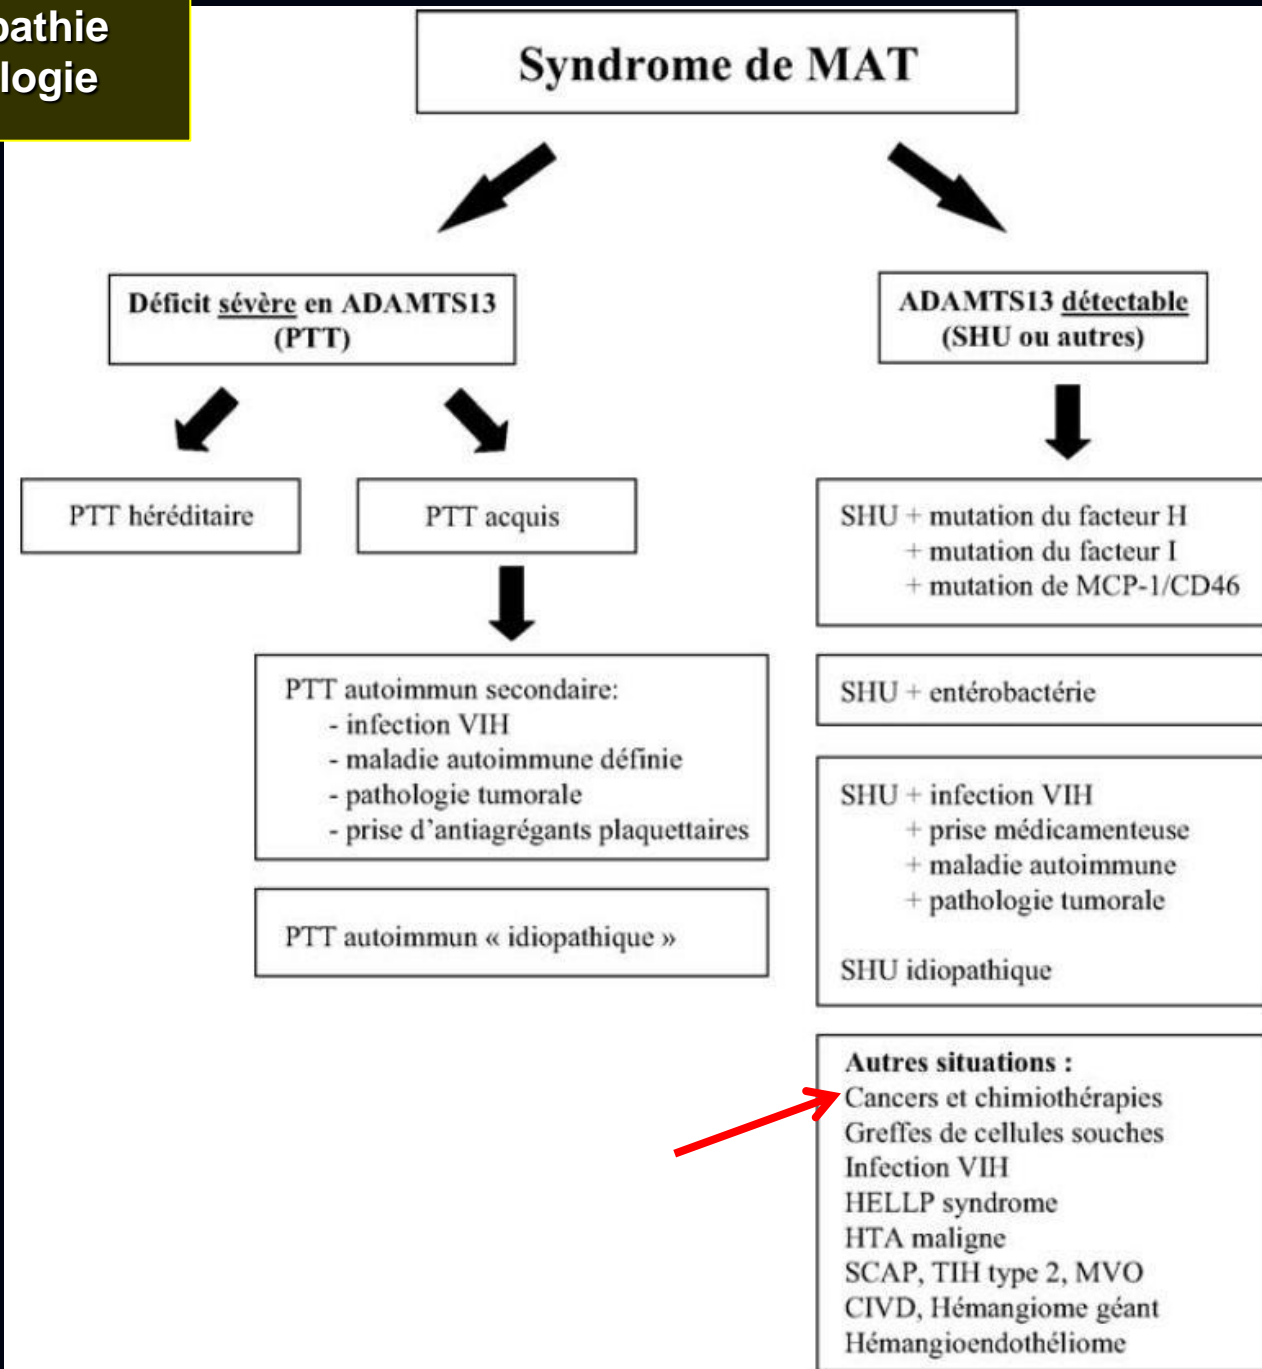 Syndrome de MAT
Déficit sévère en ADAMTS13
(PTT)
ADAMTS13 détectable
(SHU ou autres)
PTT héréditaire
PTT acquis
PTT autoimmun secondaire:
- infection VIH
- maladie autoimmune définie
- pathologie tumorale
- prise d'antiagrégants plaquettaires
PTT autoimmun « idiopathique »
SHU + mutation du facteur H
+ mutation du facteur I
+ mutation de MCP-1/CD46
SHU + entérobactérie
SHU + infection VIH
+ prise médicamenteuse
+ maladie autoimmune
+ pathologie tumorale
SHU idiopathique
Autres situations :
Cancers et chimiothérapies
Greffes de cellules souches
Infection VIH
HELLP syndrome
HTA maligne
SCAP, TIH type 2, MVO
CIVD, Hémangiome géant
Hémangioendothéliome